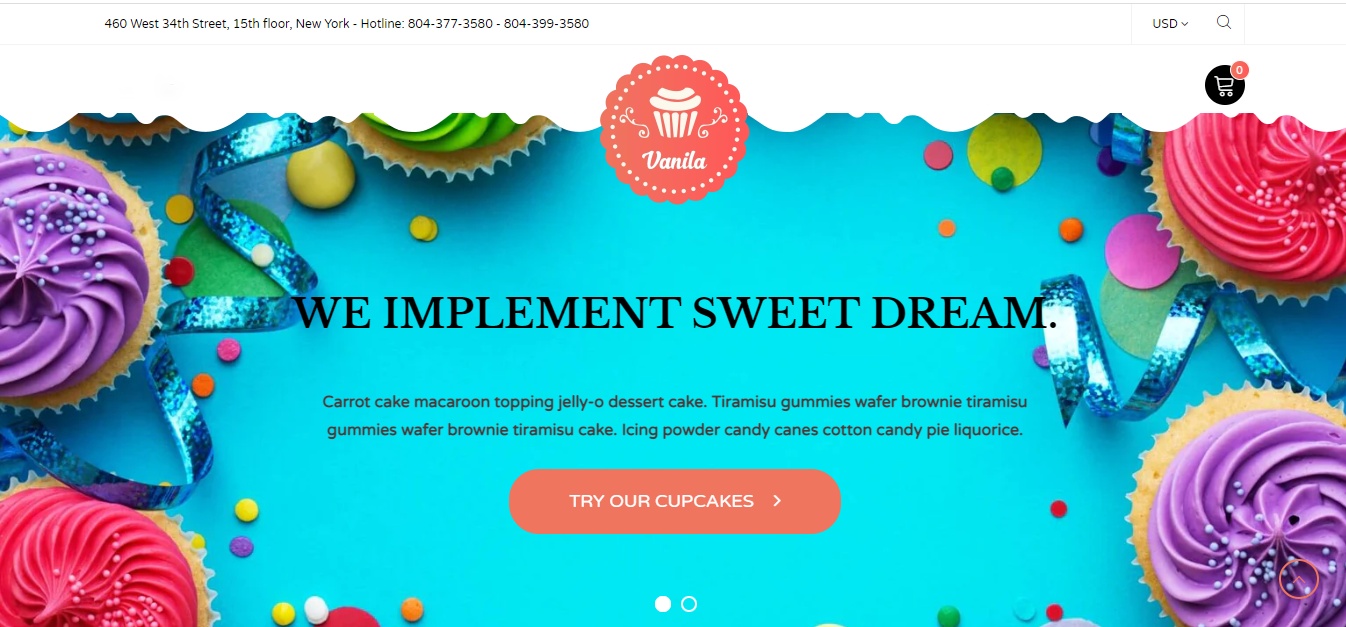 460 West 34th Street, 15th floor, New York - Hotline: 804-377-3580 - 804-399-3580
USD
0
Vanila
WE IMPLEMENT SWEET DREAM.
Carrot cake macaroon topping jelly-o dessert cake. Tiramisu gummies wafer brownie tiramisu
gummies wafer brownie tiramisu cake. Icing powder candy canes cotton candy pie liquorice.
TRY OUR CUPCAKES